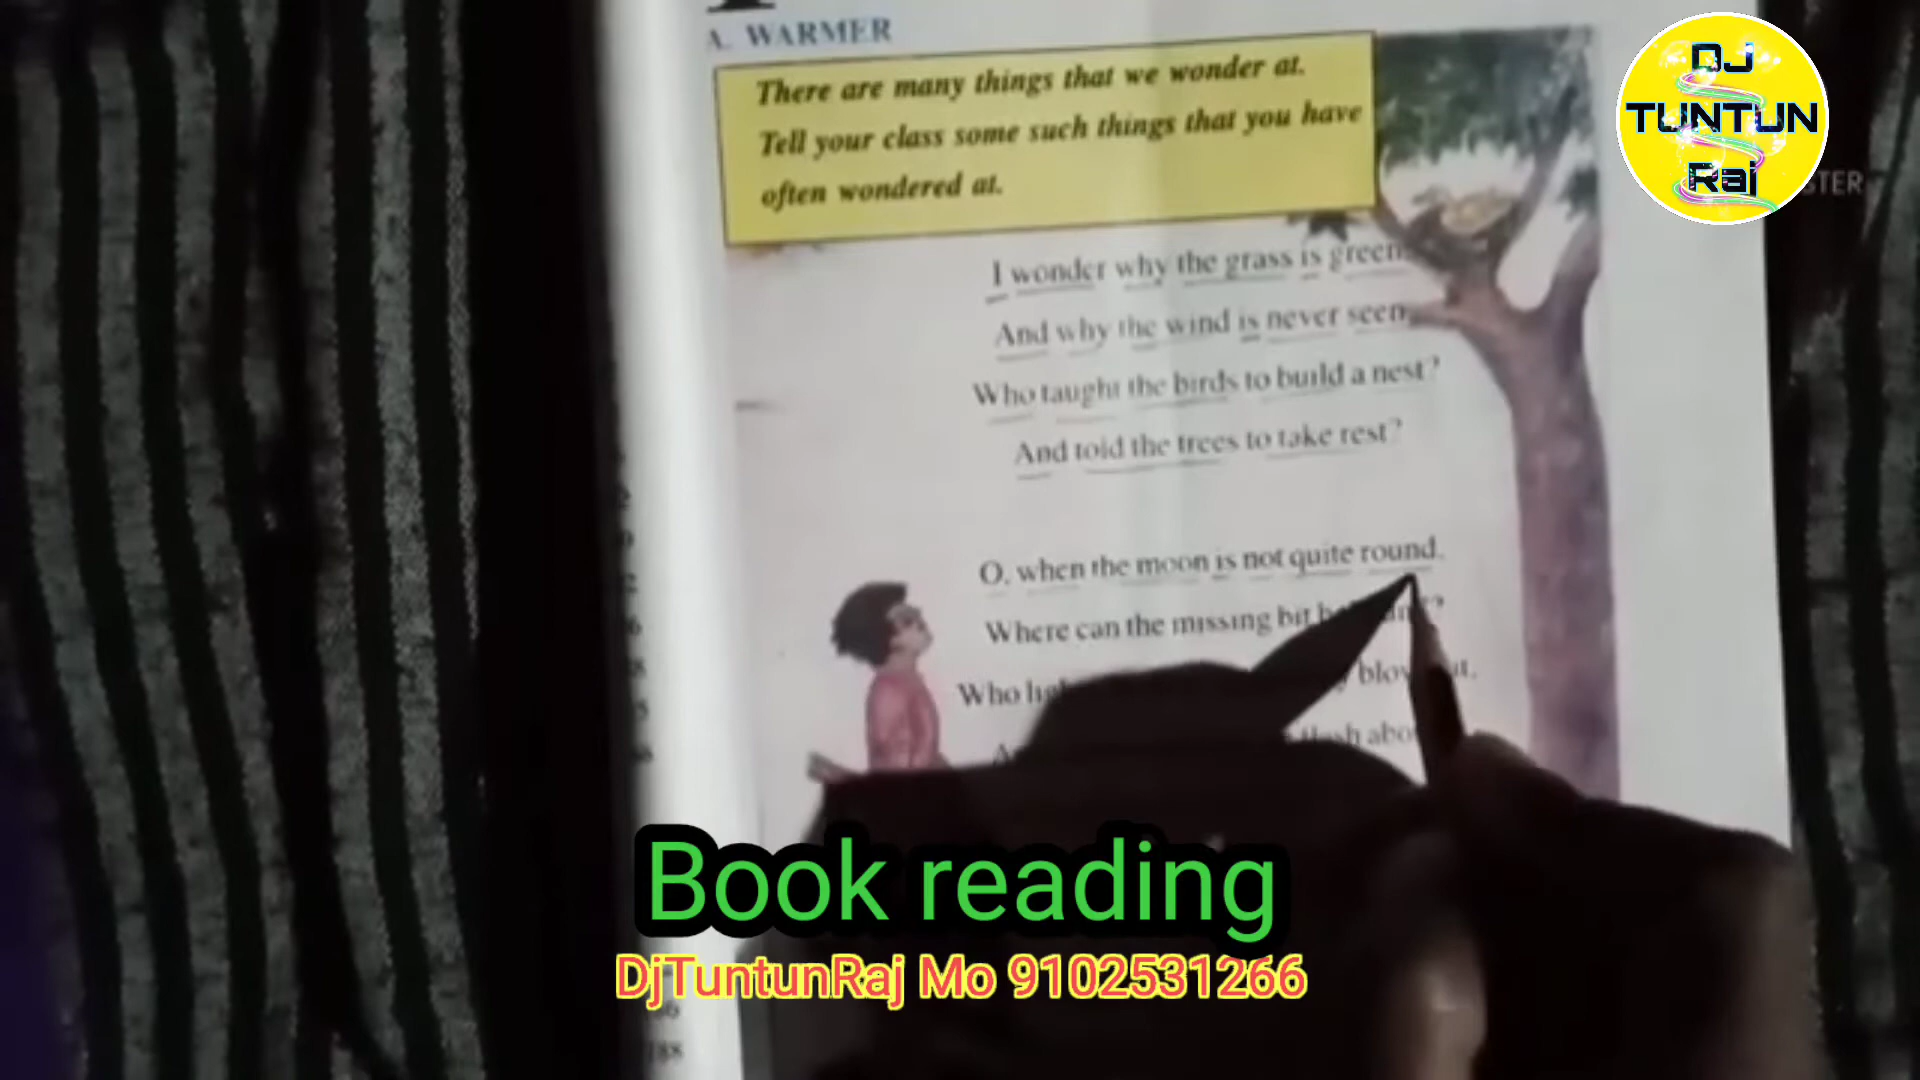 A. WARMER
There are many things that we wonder at.
Tell your class some such things that you have
often wondered at.
I wonder why the grass is green,
And why the wind is never seen,
Who taught the birds to build a nest?
And told the trees to take rest?
O, when the moon is not quite round,
Where can the missing bit
Who
flash
DJ
TUNTUN
Raj
Book reading
DjTuntunRaj Mo 9102531266